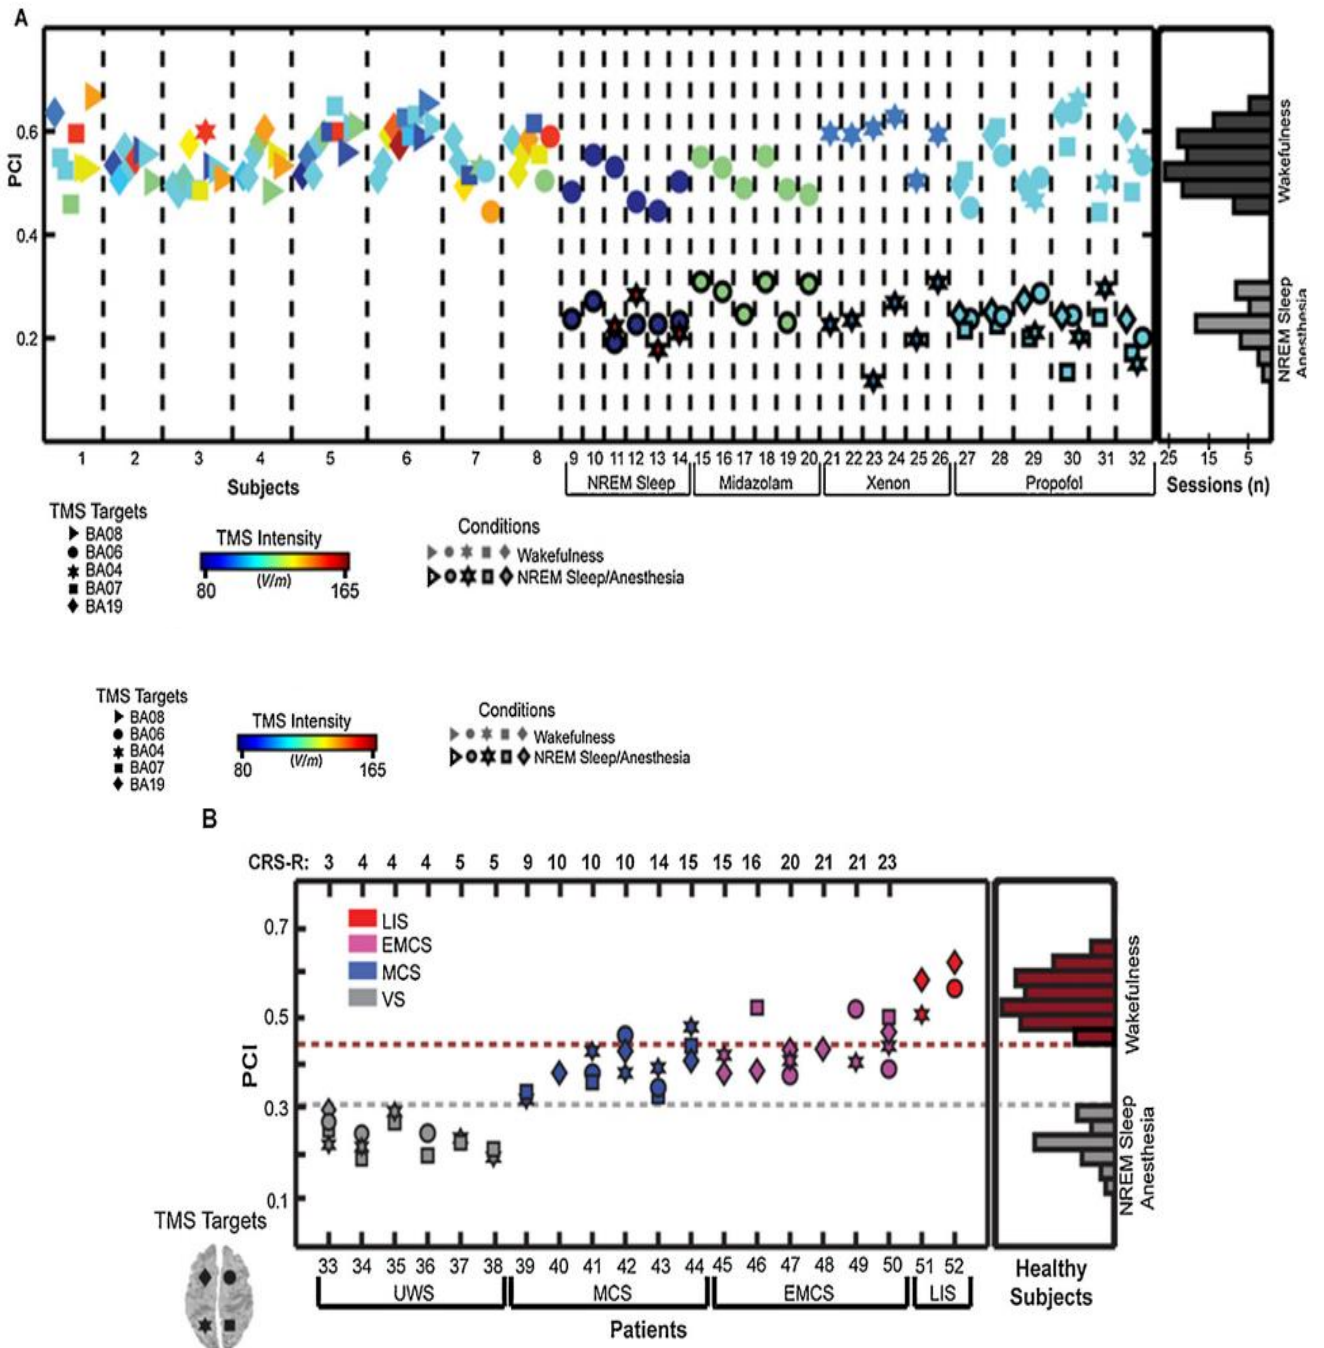 A
PCI
0.6
0.4
0.2
Wakefulness
NREM Sleep
Anesthesia
1 2 3 4 5 6 7 8 9 10 11 12 13 14 15 16 17 18 19 20 21 22 23 24 25 26 27 28 29 30 31 32 25 15 5
Subjects NREM Sleep Midazolam Xenon Propofol Sessions (n)
TMS Targets
BA08
BA06
BA04
BA07
BA19
TMS Intensity
(V/m)
80 165
Conditions
Wakefulness
NREM Sleep/Anesthesia
TMS Targets
BA08
BA06
BA04
BA07
BA19
TMS Intensity
(V/m)
80 165
Conditions
Wakefulness
NREM Sleep/Anesthesia
B
CRS-R: 3 4 4 4 5 5 9 10 10 10 14 15 15 16 20 21 21 23
LIS
EMCS
MCS
VS
PCI
0.7
0.5
0.3
0.1
Wakefulness
NREM Sleep
Anesthesia
TMS Targets
33 34 35 36 37 38 39 40 41 42 43 44 45 46 47 48 49 50 51 52
UWS MCS EMCS LIS
Patients
Healthy
Subjects